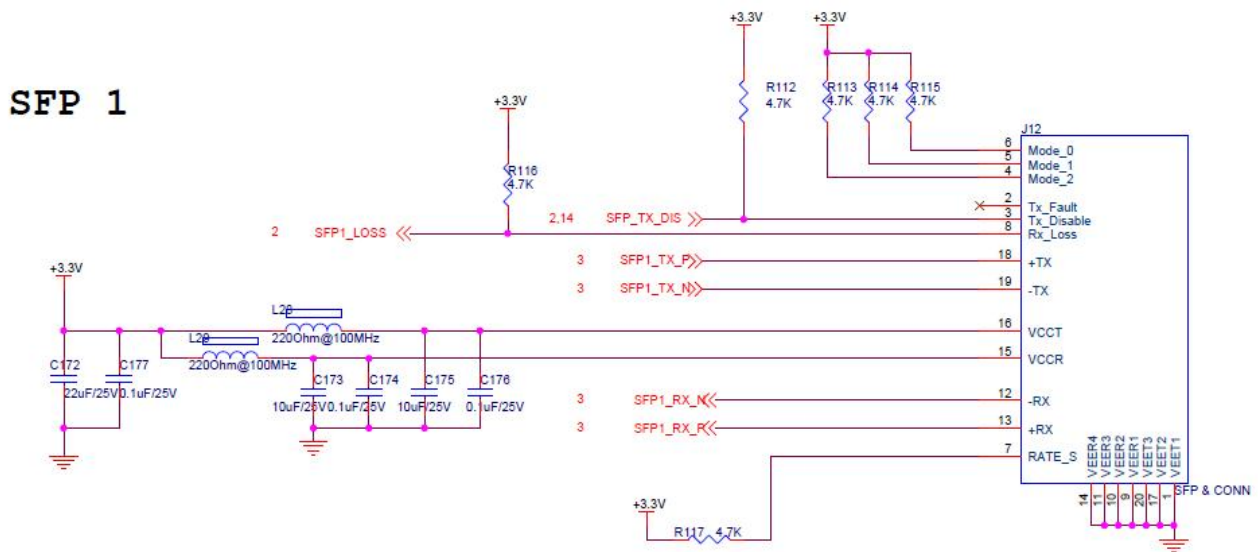 +3.3V
+3.3V
SFP 1
R112
4.7K
R113
4.7K
R114
4.7K
R115
4.7K
+3.3V
J12
R116
4.7K
6
Mode_0
5
Mode_1
4
Mode_2
2
Tx_Fault
2,14
SFP_TX_DIS
3
Tx_Disable
2
SFP1_LOSS
8
Rx_Loss
3
SFP1_TX_P
18
+TX
3
SFP1_TX_N
19
-TX
+3.3V
L28
220Ohm@100MHz
16
VCCT
L29
220Ohm@100MHz
15
VCCR
C172
22uF/25V
C177
0.1uF/25V
C173
10uF/25V
C174
0.1uF/25V
C175
10uF/25V
C176
0.1uF/25V
3
SFP1_RX_N
12
-RX
3
SFP1_RX_P
13
+RX
7
RATE_S
VEER4
VEER3
VEER2
VEER1
VEET3
VEET2
VEET1
14
11
10
9
20
17
1
SFP & CONN
+3.3V
R117 4.7K